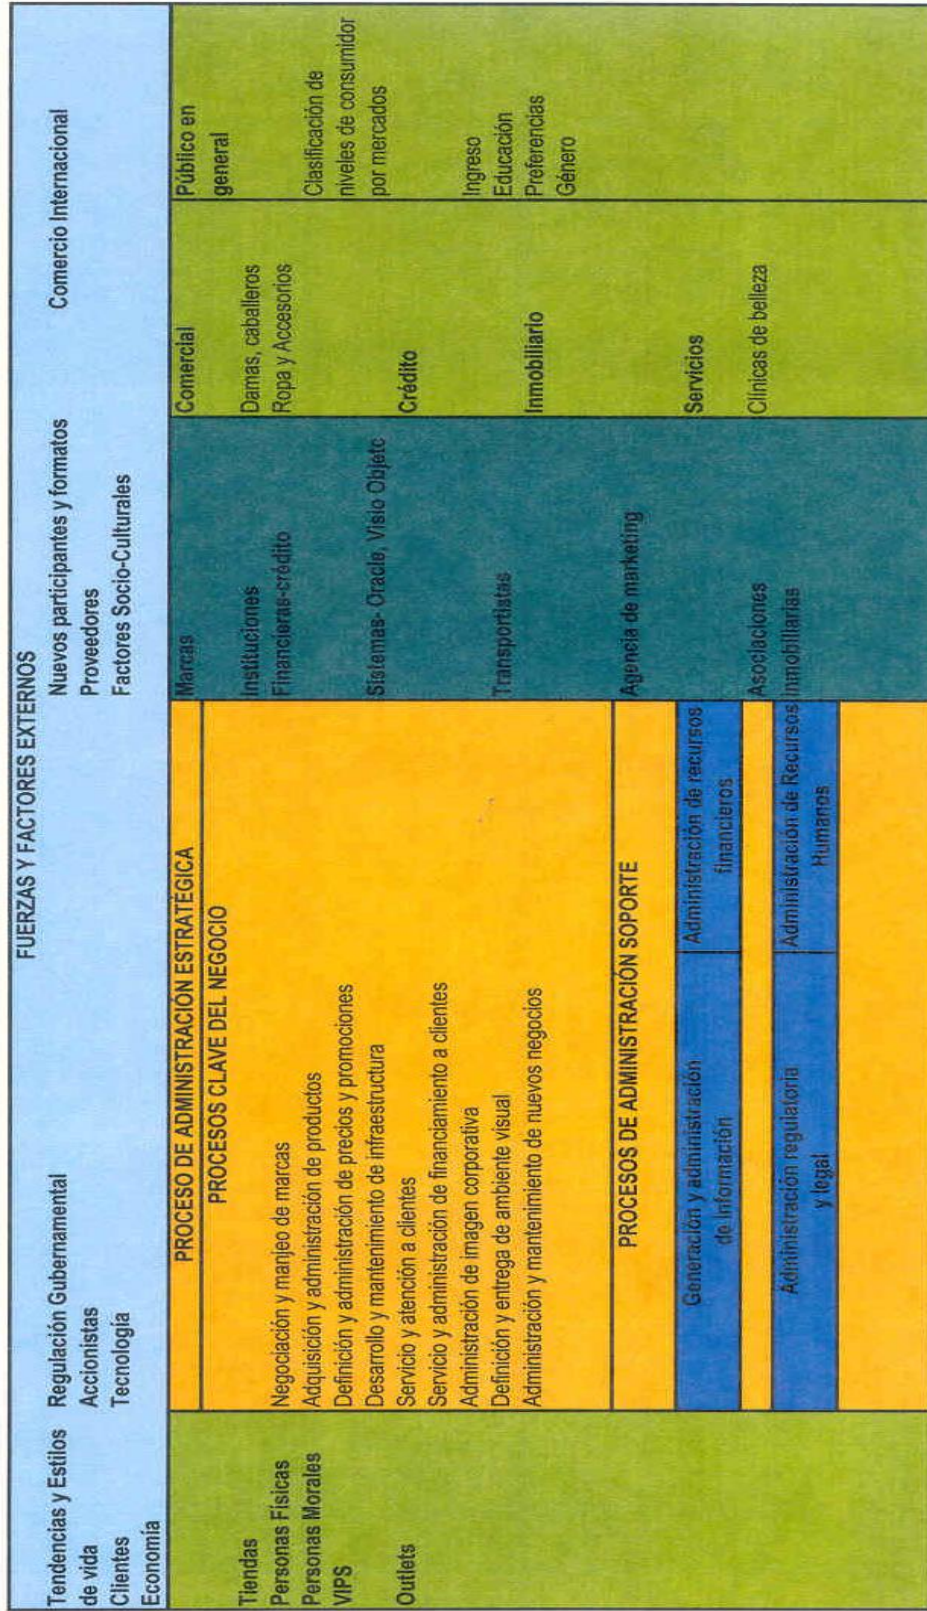 FUERZAS Y FACTORES EXTERNOS
Tendencias y Estilos
de vida
Clientes
Economía
Regulación Gubernamental
Accionistas
Tecnología
Nuevos participantes y formatos
Proveedores
Factores Socio-Culturales
Comercio Internacional
Tiendas
Personas Físicas
Personas Morales
VIPS
Outlets
PROCESO DE ADMINISTRACIÓN ESTRATÉGICA
PROCESOS CLAVE DEL NEGOCIO
Negociación y manjeo de marcas
Adquisición y administración de productos
Definición y administración de precios y promociones
Desarrollo y mantenimiento de infraestructura
Servicio y atención a clientes
Servicio y administración de financiamiento a clientes
Administración de imagen corporativa
Definición y entrega de ambiente visual
Administración y mantenimiento de nuevos negocios
PROCESOS DE ADMINISTRACIÓN SOPORTE
Generación y administración
de Información
Administración de recursos
financieros
Administración regulatoria
y legal
Administración de Recursos
Humanos
Marcas
Instituciones
Financieras-crédito
Sistemas- Oracle, Visio Objetc
Transportistas
Agencia de marketing
Asociaciones
Inmobiliarias
Comercial
Damas, caballeros
Ropa y Accesorios
Crédito
Inmobiliario
Servicios
Clínicas de belleza
Público en
general
Clasificación de
niveles de consumidor
por mercados
Ingreso
Educación
Preferencias
Género